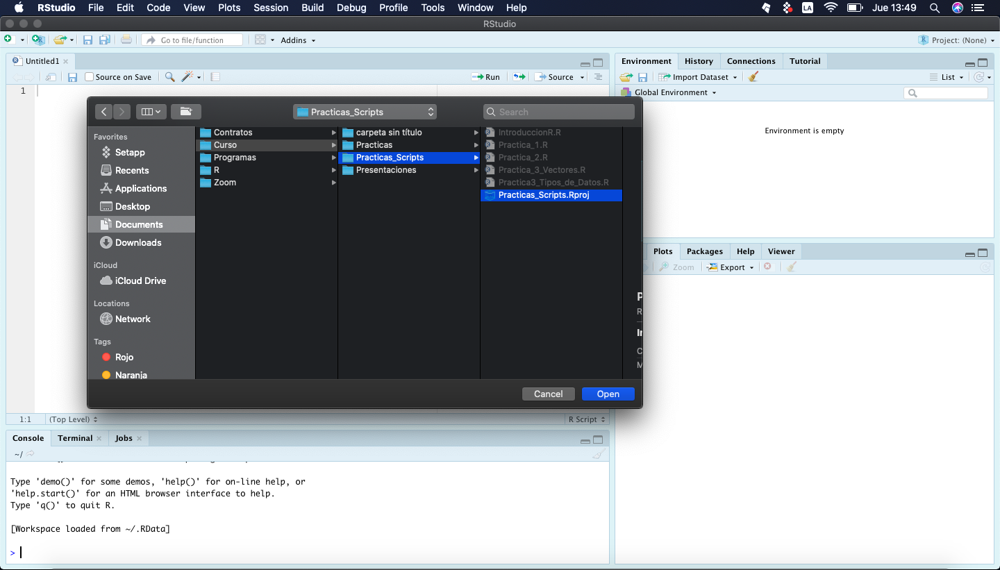 RStudio File Edit Code View Plots Session Build Debug Profile Tools Window Help LA Jue 13:49
RStudio
Go to file/function Addins Project: (None)
Untitled1
Source on Save Run Source
1
Environment History Connections Tutorial
Import Dataset List
Global Environment
Environment is empty
Practicas_Scripts Search
Favorites
Setapp
Recents
Applications
Desktop
Documents
Downloads
iCloud
iCloud Drive
Locations
Network
Tags
Rojo
Naranja
Contratos
Curso
Programas
R
Zoom
carpeta sin título
Practicas
Practicas_Scripts
Presentaciones
IntroduccionR.R
Practica_1.R
Practica_2.R
Practica_3_Vectores.R
Practica3_Tipos_de_Datos.R
Practicas_Scripts.Rproj
Cancel Open
Plots Packages Help Viewer
Zoom Export
1:1 (Top Level) R Script
Console Terminal Jobs
~/
Type 'demo()' for some demos, 'help()' for on-line help, or
'help.start()' for an HTML browser interface to help.
Type 'q()' to quit R.
[Workspace loaded from ~/.RData]
>